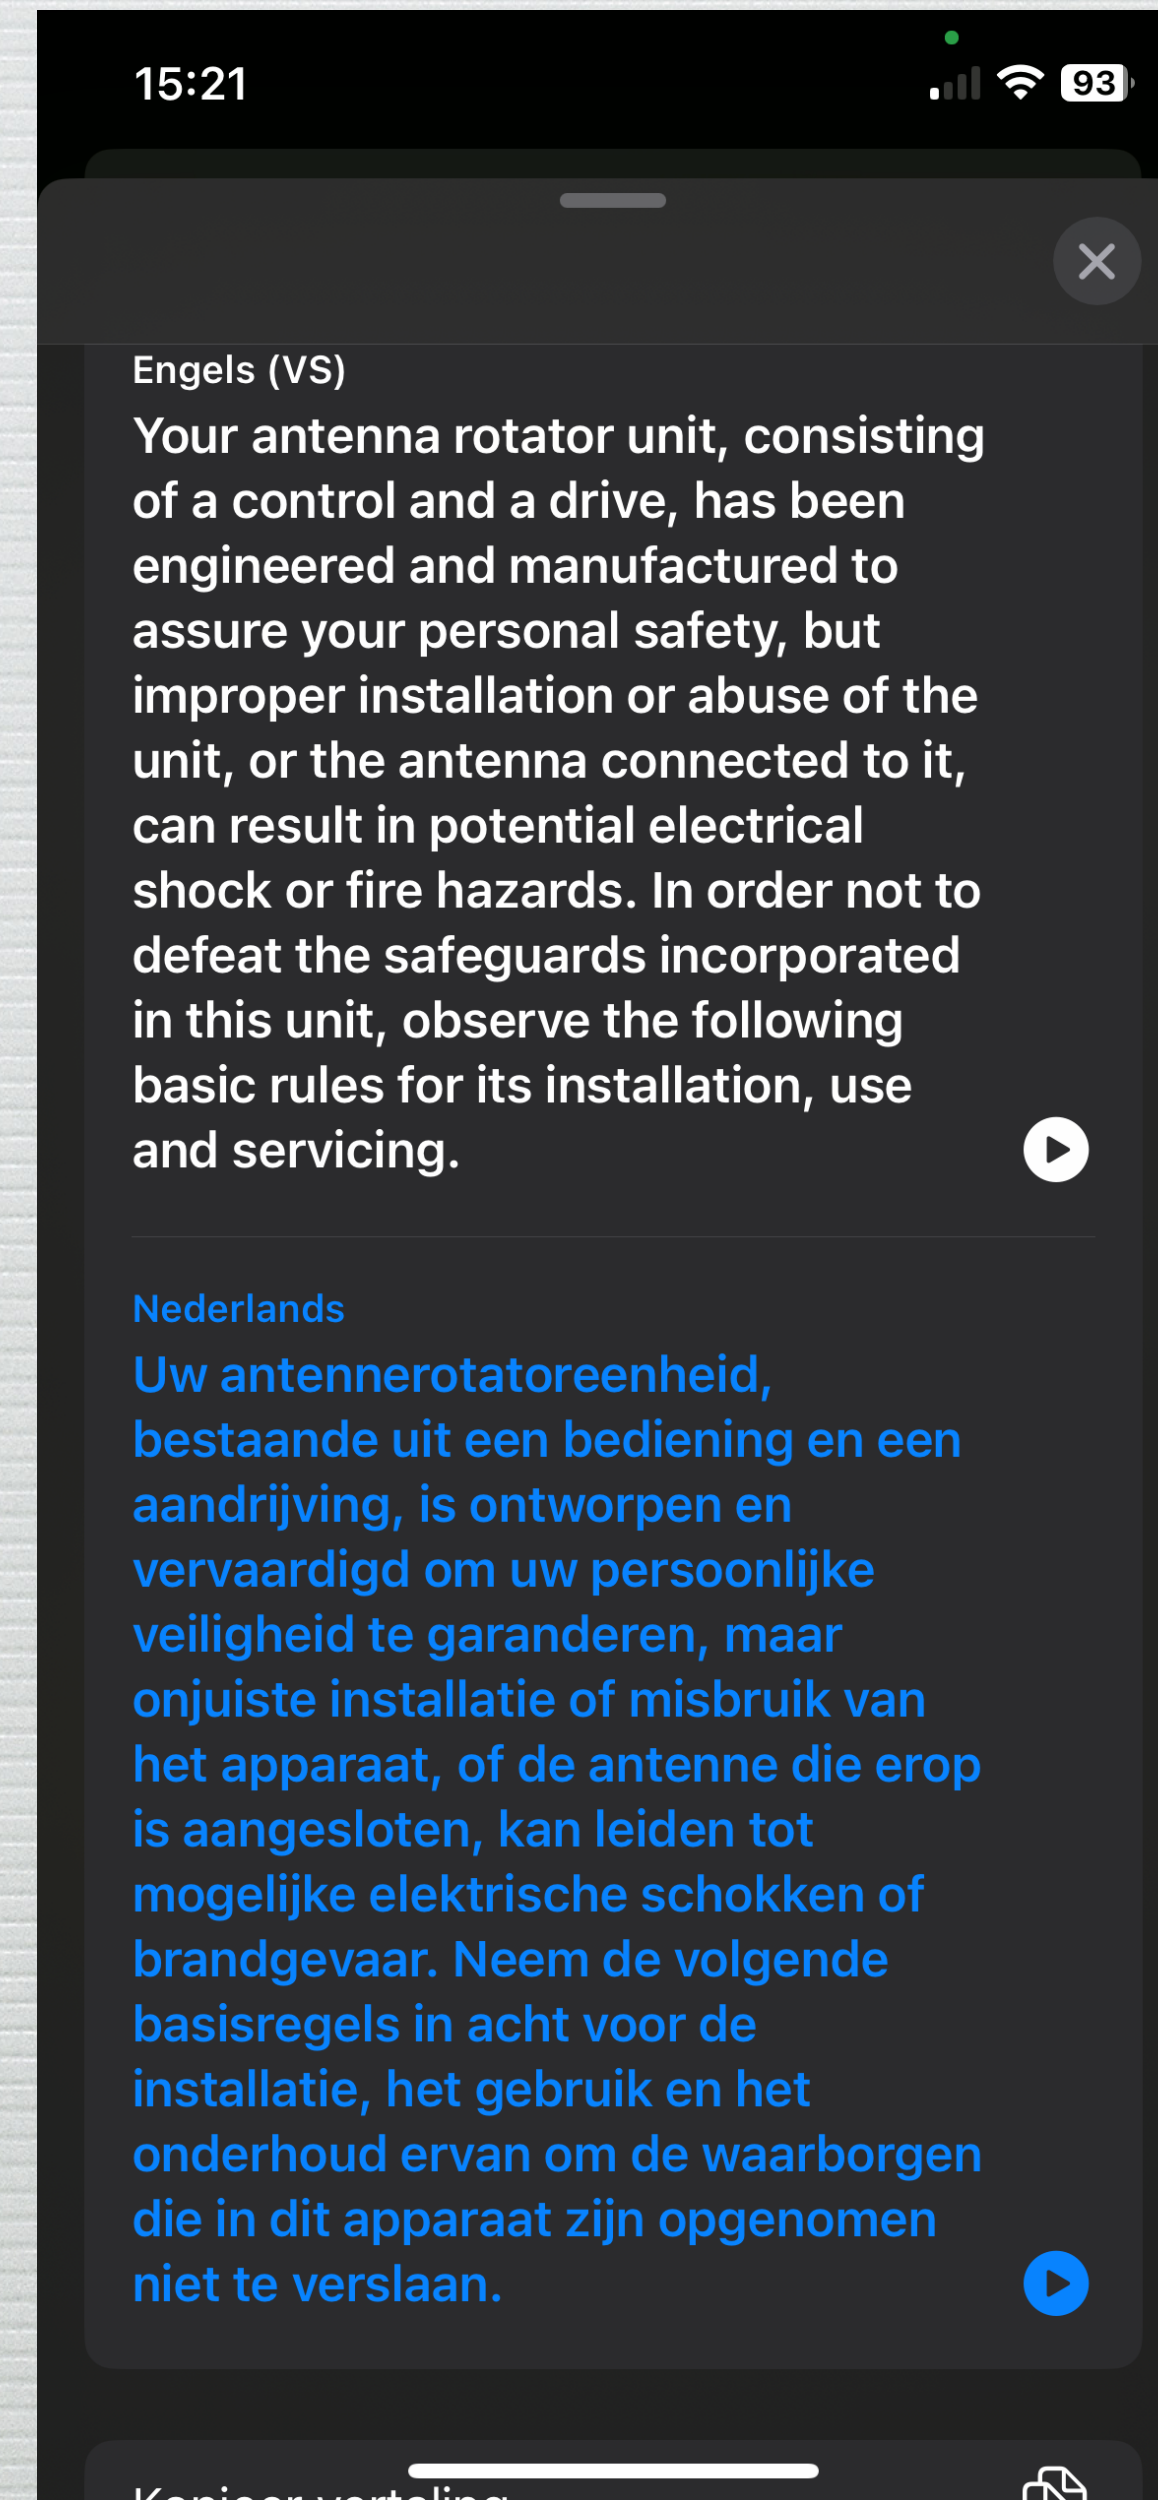 15:21
93
Engels (VS)
Your antenna rotator unit, consisting
of a control and a drive, has been
engineered and manufactured to
assure your personal safety, but
improper installation or abuse of the
unit, or the antenna connected to it,
can result in potential electrical
shock or fire hazards. In order not to
defeat the safeguards incorporated
in this unit, observe the following
basic rules for its installation, use
and servicing.
Nederlands
Uw antennerotatoreenheid,
bestaande uit een bediening en een
aandrijving, is ontworpen en
vervaardigd om uw persoonlijke
veiligheid te garanderen, maar
onjuiste installatie of misbruik van
het apparaat, of de antenne die erop
is aangesloten, kan leiden tot
mogelijke elektrische schokken of
brandgevaar. Neem de volgende
basisregels in acht voor de
installatie, het gebruik en het
onderhoud ervan om de waarborgen
die in dit apparaat zijn opgenomen
niet te verslaan.
Kopieer vertaling